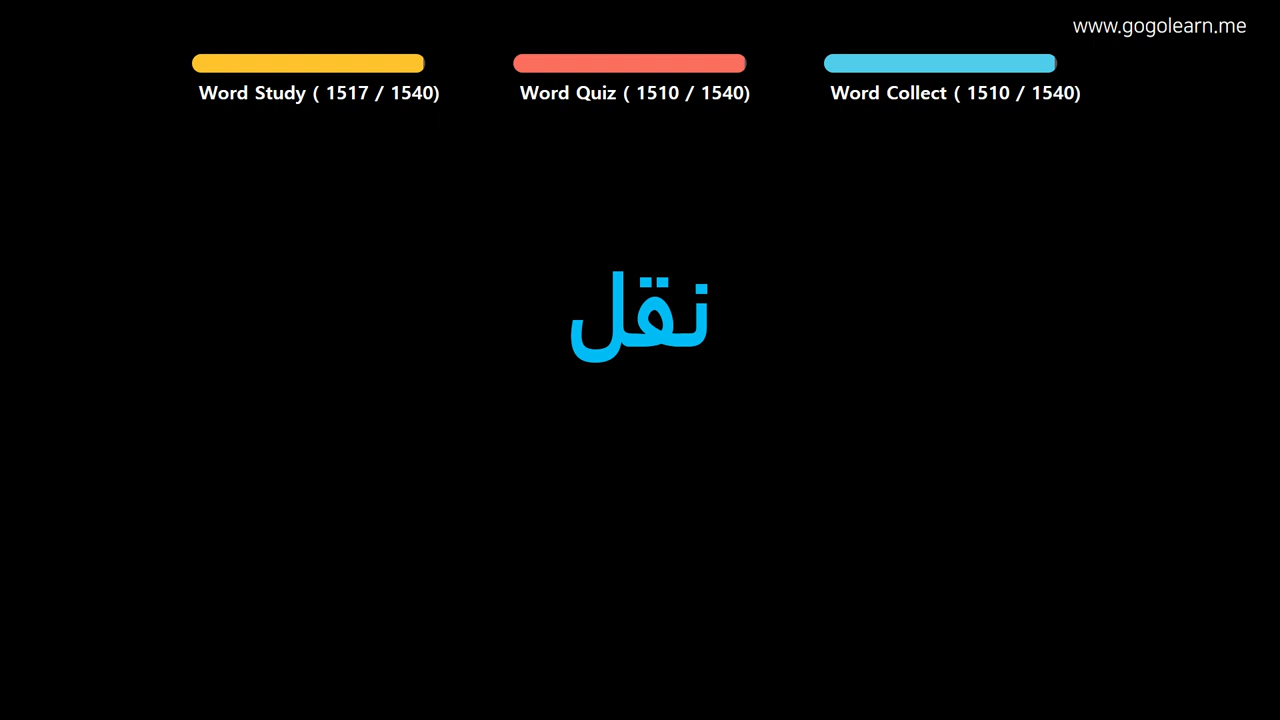 www.gogolearn.me
Word Study ( 1517 / 1540)
Word Quiz ( 1510 / 1540)
Word Collect ( 1510 / 1540)
نقل